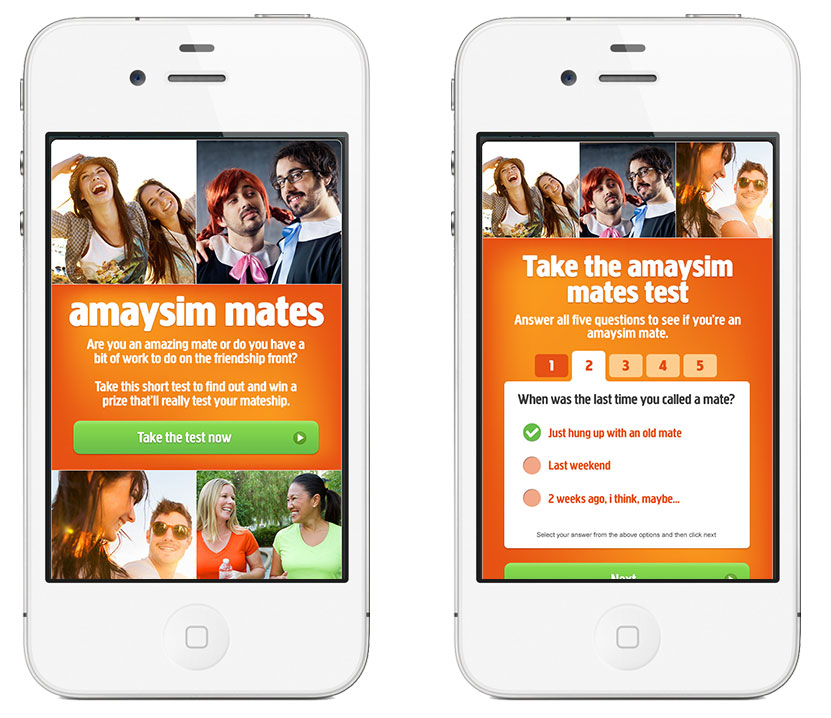 amaysim mates
Are you an amazing mate or do you have a
bit of work to do on the friendship front?
Take this short test to find out and win a
prize that'll really test your mateship.
Take the test now
Take the amaysim
mates test
Answer all five questions to see if you're an
amaysim mate.
1 2 3 4 5
When was the last time you called a mate?
Just hung up with an old mate
Last weekend
2 weeks ago, i think, maybe...
Select your answer from the above options and then click next
Next